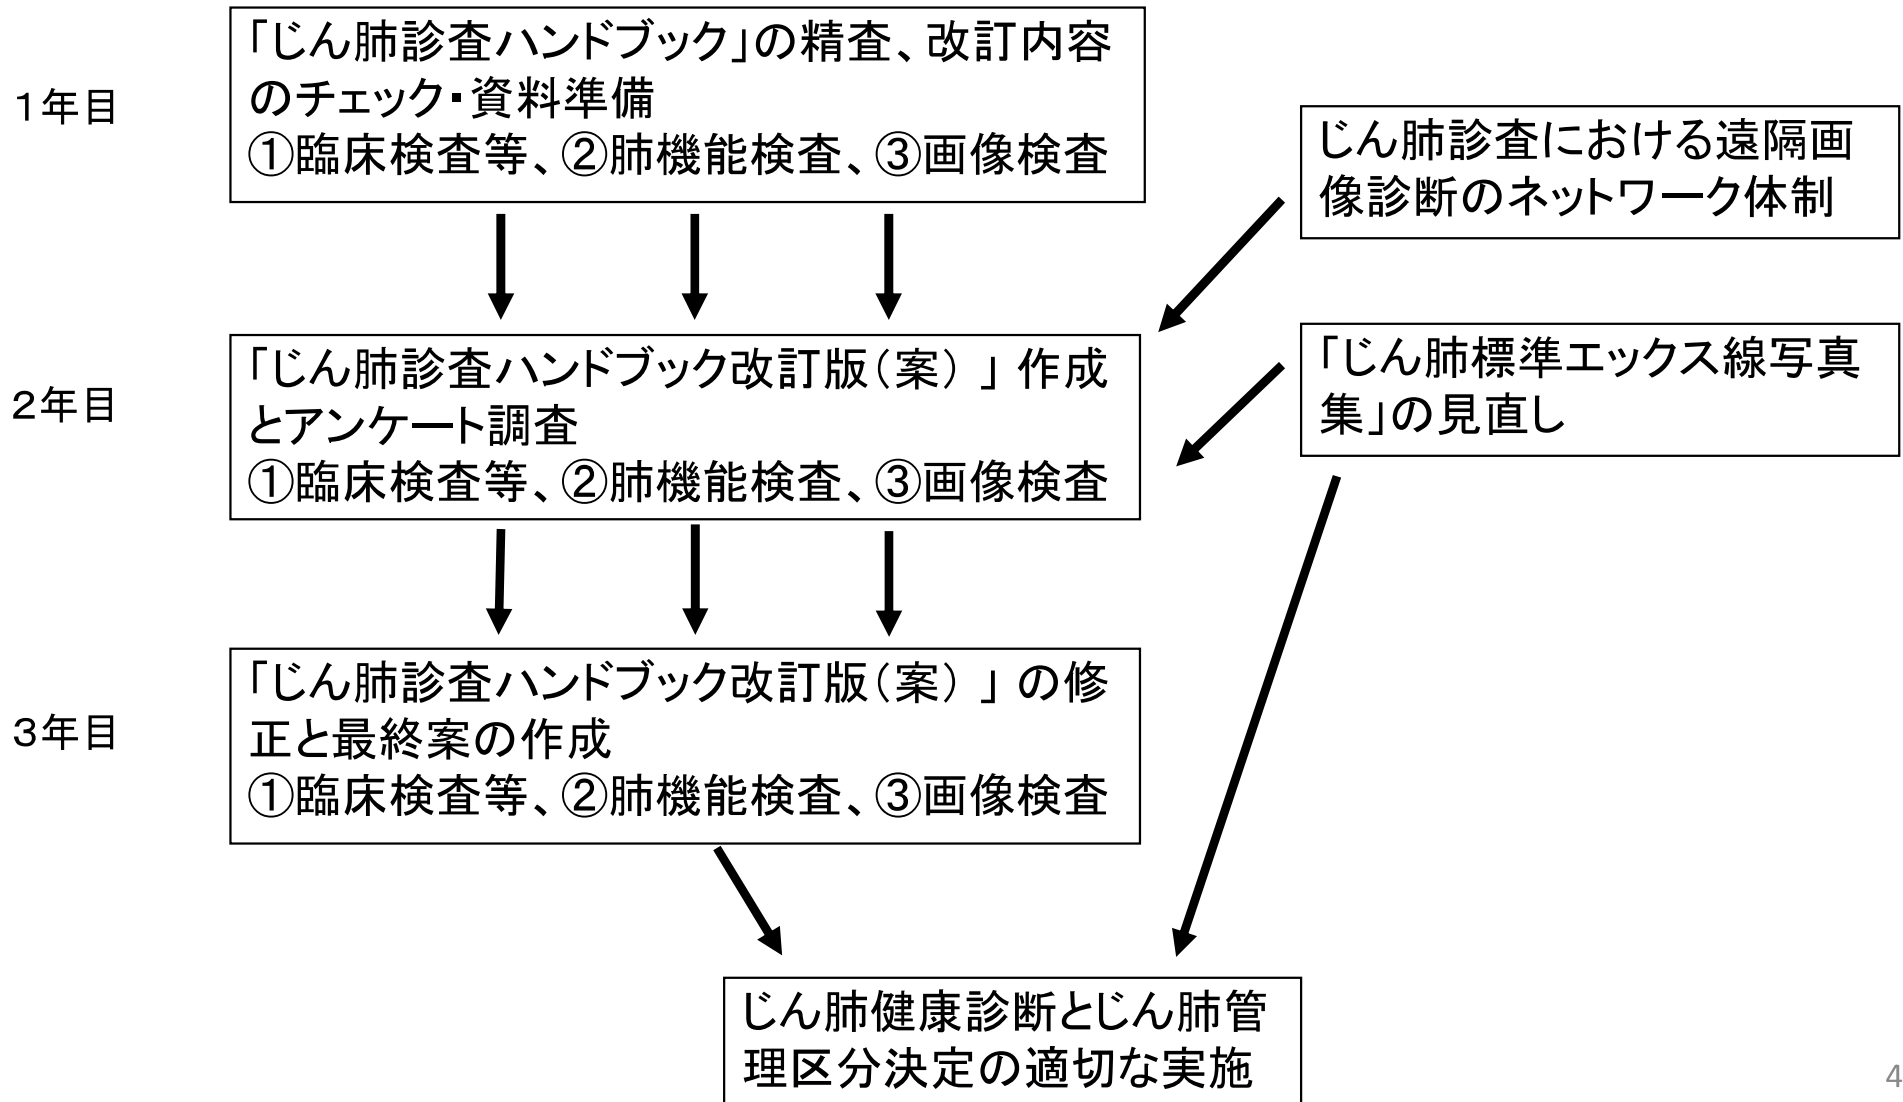 1年目
「じん肺診査ハンドブック」の精査、改訂内容
のチェック・資料準備
①臨床検査等、②肺機能検査、③画像検査
じん肺診査における遠隔画
像診断のネットワーク体制
2年目
「じん肺診査ハンドブック改訂版（案）」作成
とアンケート調査
①臨床検査等、②肺機能検査、③画像検査
「じん肺標準エックス線写真
集」の見直し
3年目
「じん肺診査ハンドブック改訂版（案）」の修
正と最終案の作成
①臨床検査等、②肺機能検査、③画像検査
じん肺健康診断とじん肺管
理区分決定の適切な実施
4